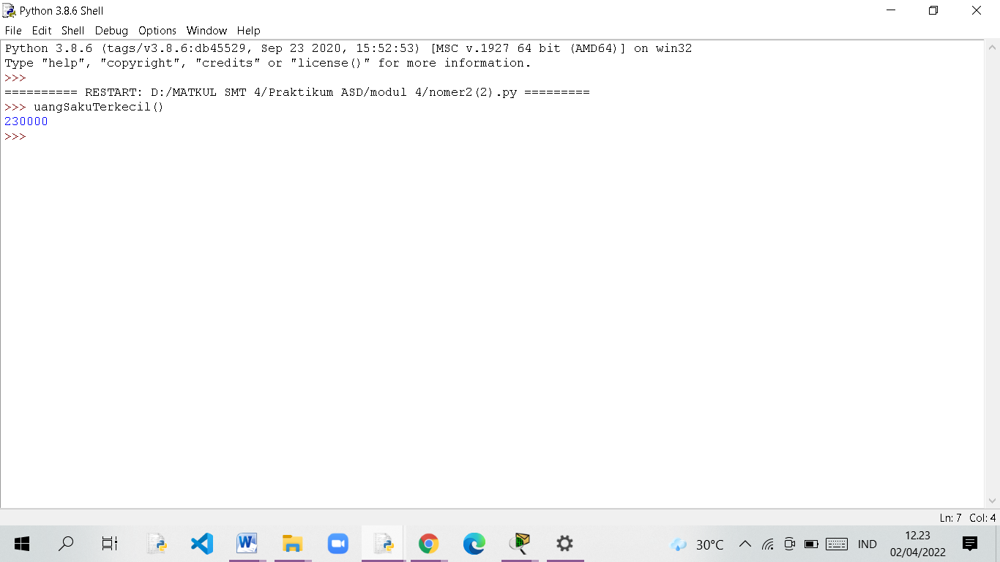 Python 3.8.6 Shell
File Edit Shell Debug Options Window Help
Python 3.8.6 (tags/v3.8.6:db45529, Sep 23 2020, 15:52:53) [MSC v.1927 64 bit (AMD64)] on win32
Type "help", "copyright", "credits" or "license()" for more information.
>>>
========== RESTART: D:/MATKUL SMT 4/Praktikum ASD/modul 4/nomer2(2).py =========
>>> uangSakuTerkecil()
230000
>>>
Ln: 7 Col: 4
30°C IND 12.23
02/04/2022